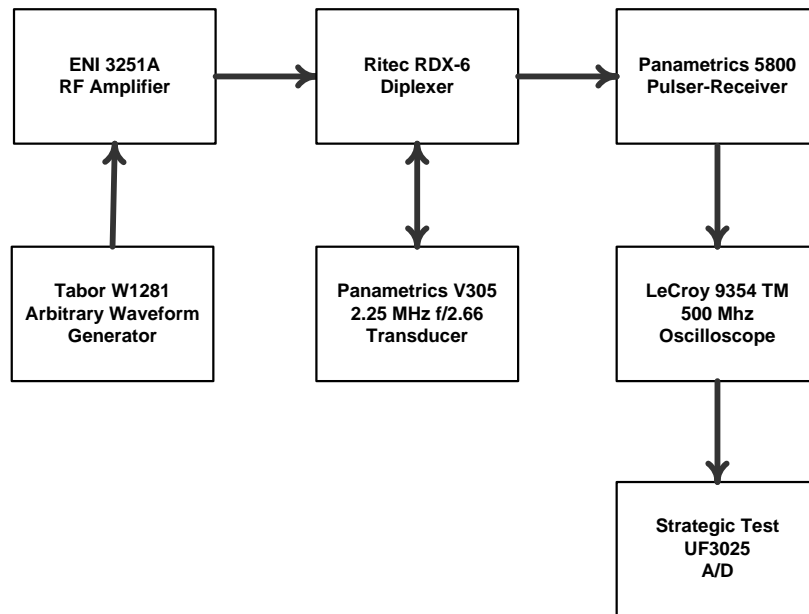 ENI 3251A
RF Amplifier
Ritec RDX-6
Diplexer
Panametrics 5800
Pulser-Receiver
Tabor W1281
Arbitrary Waveform
Generator
Panametrics V305
2.25 MHz f/2.66
Transducer
LeCroy 9354 TM
500 Mhz
Oscilloscope
Strategic Test
UF3025
A/D